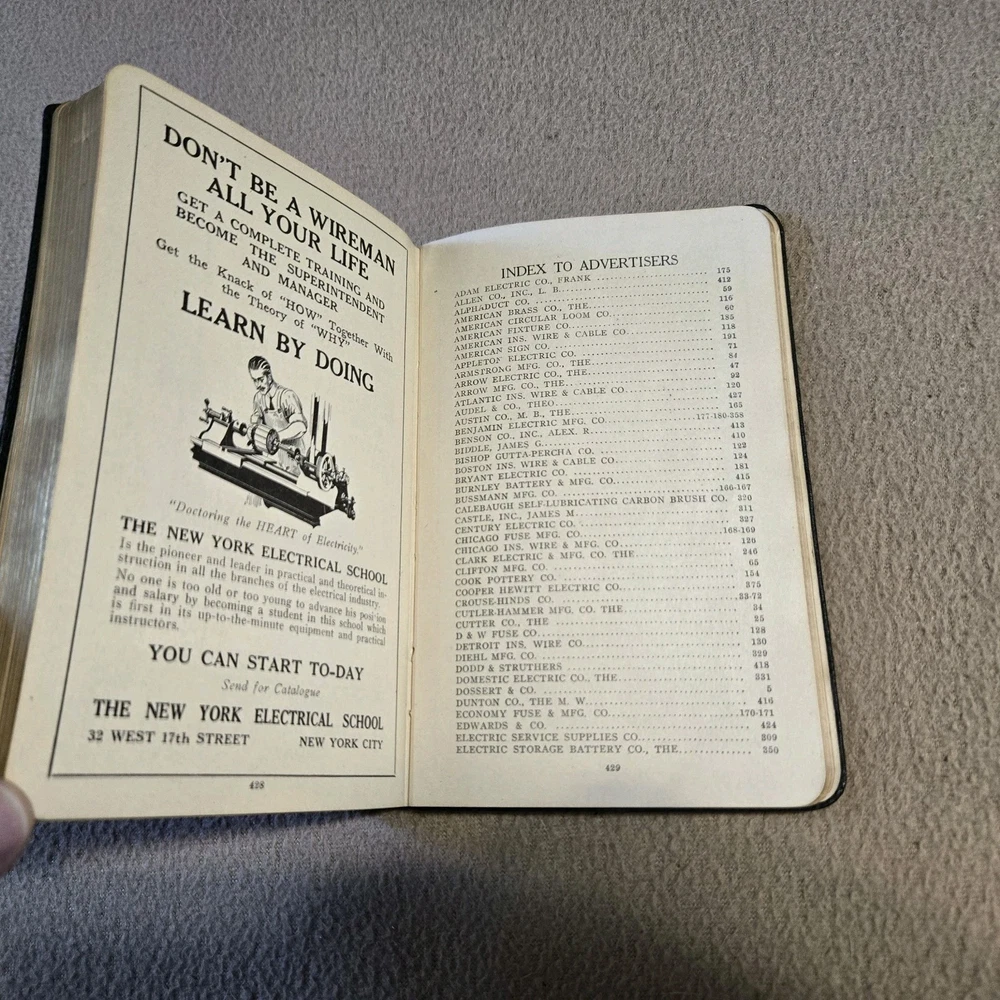 DON'T BE A WIREMAN
ALL YOUR LIFE
GET A COMPLETE TRAINING AND
BECOME THE SUPERINTENDENT
AND MANAGER
Get the Knack of "HOW" Together With
the Theory of "WHY"
LEARN BY DOING
"Doctoring the HEART of Electricity."
THE NEW YORK ELECTRICAL SCHOOL
Is the pioneer and leader in practical and theoretical in-
struction in all the branches of the electrical industry.
No one is too old or too young to advance his position
and salary by becoming a student in this school which
is first in its up-to-the-minute equipment and practical
instructors.
YOU CAN START TO-DAY
Send for Catalogue
THE NEW YORK ELECTRICAL SCHOOL
32 WEST 17th STREET NEW YORK CITY
428
INDEX TO ADVERTISERS
ADAM ELECTRIC CO., FRANK 175
ALLEN CO., INC., L. B. 412
ALPHADUCT CO. 59
AMERICAN BRASS CO., THE 116
AMERICAN CIRCULAR LOOM CO. 60
AMERICAN FIXTURE CO. 185
AMERICAN INS. WIRE & CABLE CO. 118
AMERICAN SIGN CO. 191
APPLETON ELECTRIC CO. 71
ARMSTRONG MFG. CO., THE 84
ARROW ELECTRIC CO., THE 47
ARROW MFG. CO., THE 92
ATLANTIC INS. WIRE & CABLE CO. 120
AUDEL & CO., THEO 427
AUSTIN CO., M. B., THE 165
BENJAMIN ELECTRIC MFG. CO. 177-180-358
BENSON CO., INC., ALEX. R. 413
BIDDLE, JAMES G. 410
BISHOP GUTTA-PERCHA CO. 122
BOSTON INS. WIRE & CABLE CO. 124
BRYANT ELECTRIC CO. 181
BURNLEY BATTERY & MFG. CO. 415
BUSSMANN MFG. CO. 166-167
CALEBAUGH SELF-LUBRICATING CARBON BRUSH CO. 320
CASTLE, INC., JAMES M. 311
CENTURY ELECTRIC CO. 327
CHICAGO FUSE MFG. CO. 168-169
CHICAGO INS. WIRE & MFG. CO. 126
CLARK ELECTRIC & MFG. CO. THE 246
CLIFTON MFG. CO. 65
COOK POTTERY CO. 154
COOPER HEWITT ELECTRIC CO. 375
CROUSE-HINDS CO. 33-72
CUTLER-HAMMER MFG. CO. THE 34
CUTTER CO., THE 25
D & W FUSE CO. 128
DETROIT INS. WIRE CO. 130
DIEHL MFG. CO. 329
DODD & STRUTHERS 418
DOMESTIC ELECTRIC CO., THE 331
DOSSERT & CO. 5
DUNTON CO., THE M. W. 416
ECONOMY FUSE & MFG. CO. 170-171
EDWARDS & CO. 424
ELECTRIC SERVICE SUPPLIES CO. 309
ELECTRIC STORAGE BATTERY CO., THE 350
429